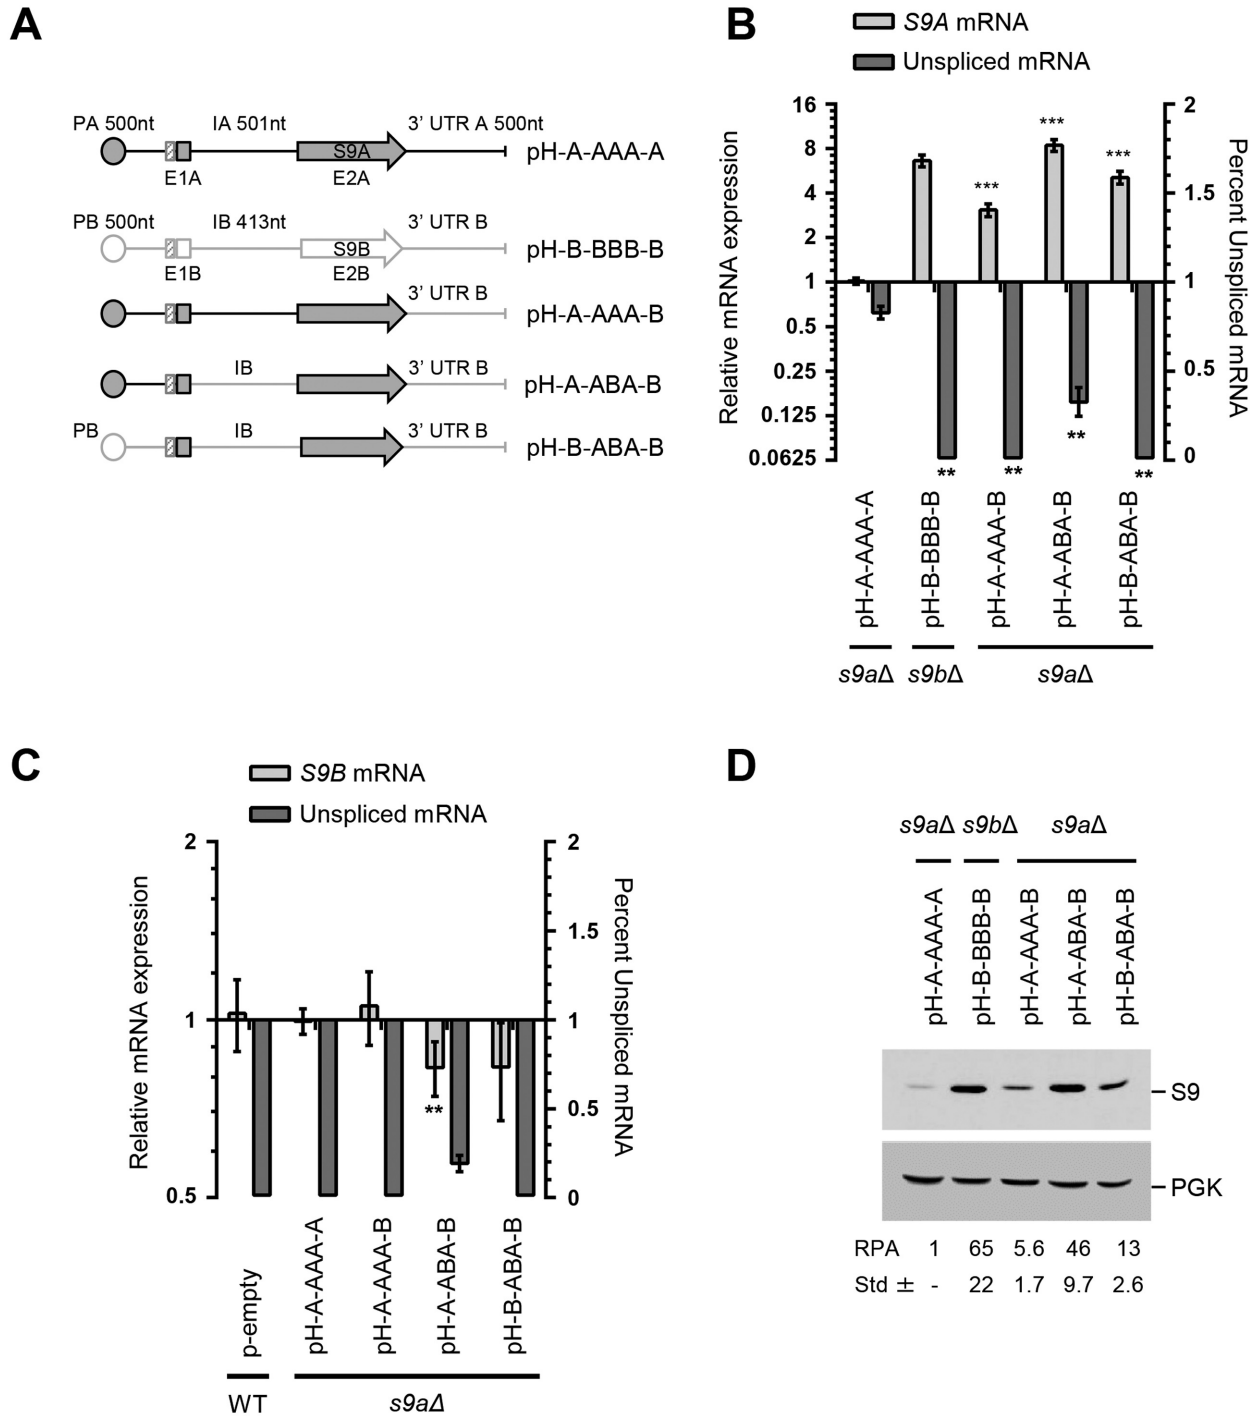 A
PA 500nt IA 501nt 3’ UTR A 500nt
S9A pH-A-AAA-A
E1A E2A
PB 500nt IB 413nt 3’ UTR B
S9B pH-B-BBB-B
E1B E2B
3’ UTR B
pH-A-AAA-B
IB 3’ UTR B
pH-A-ABA-B
PB IB 3’ UTR B
pH-B-ABA-B
B
S9A mRNA
Unspliced mRNA
Relative mRNA expression
16
8
4
2
1
0.5
0.25
0.125
0.0625
Percent Unspliced mRNA
2
1.5
1
0.5
0
*** *** ***
** ** ** **
pH-A-AAA-A
pH-B-BBB-B
pH-A-AAA-B
pH-A-ABA-B
pH-B-ABA-B
s9aΔ s9bΔ s9aΔ
C
S9B mRNA
Unspliced mRNA
Relative mRNA expression
2
1
0.5
Percent Unspliced mRNA
2
1.5
1
0.5
0
**
p-empty
pH-A-AAA-A
pH-A-AAA-B
pH-A-ABA-B
pH-B-ABA-B
WT s9aΔ
D
s9aΔ s9bΔ s9aΔ
pH-A-AAA-A
pH-B-BBB-B
pH-A-AAA-B
pH-A-ABA-B
pH-B-ABA-B
S9
PGK
RPA 1 65 5.6 46 13
Std ± - 22 1.7 9.7 2.6